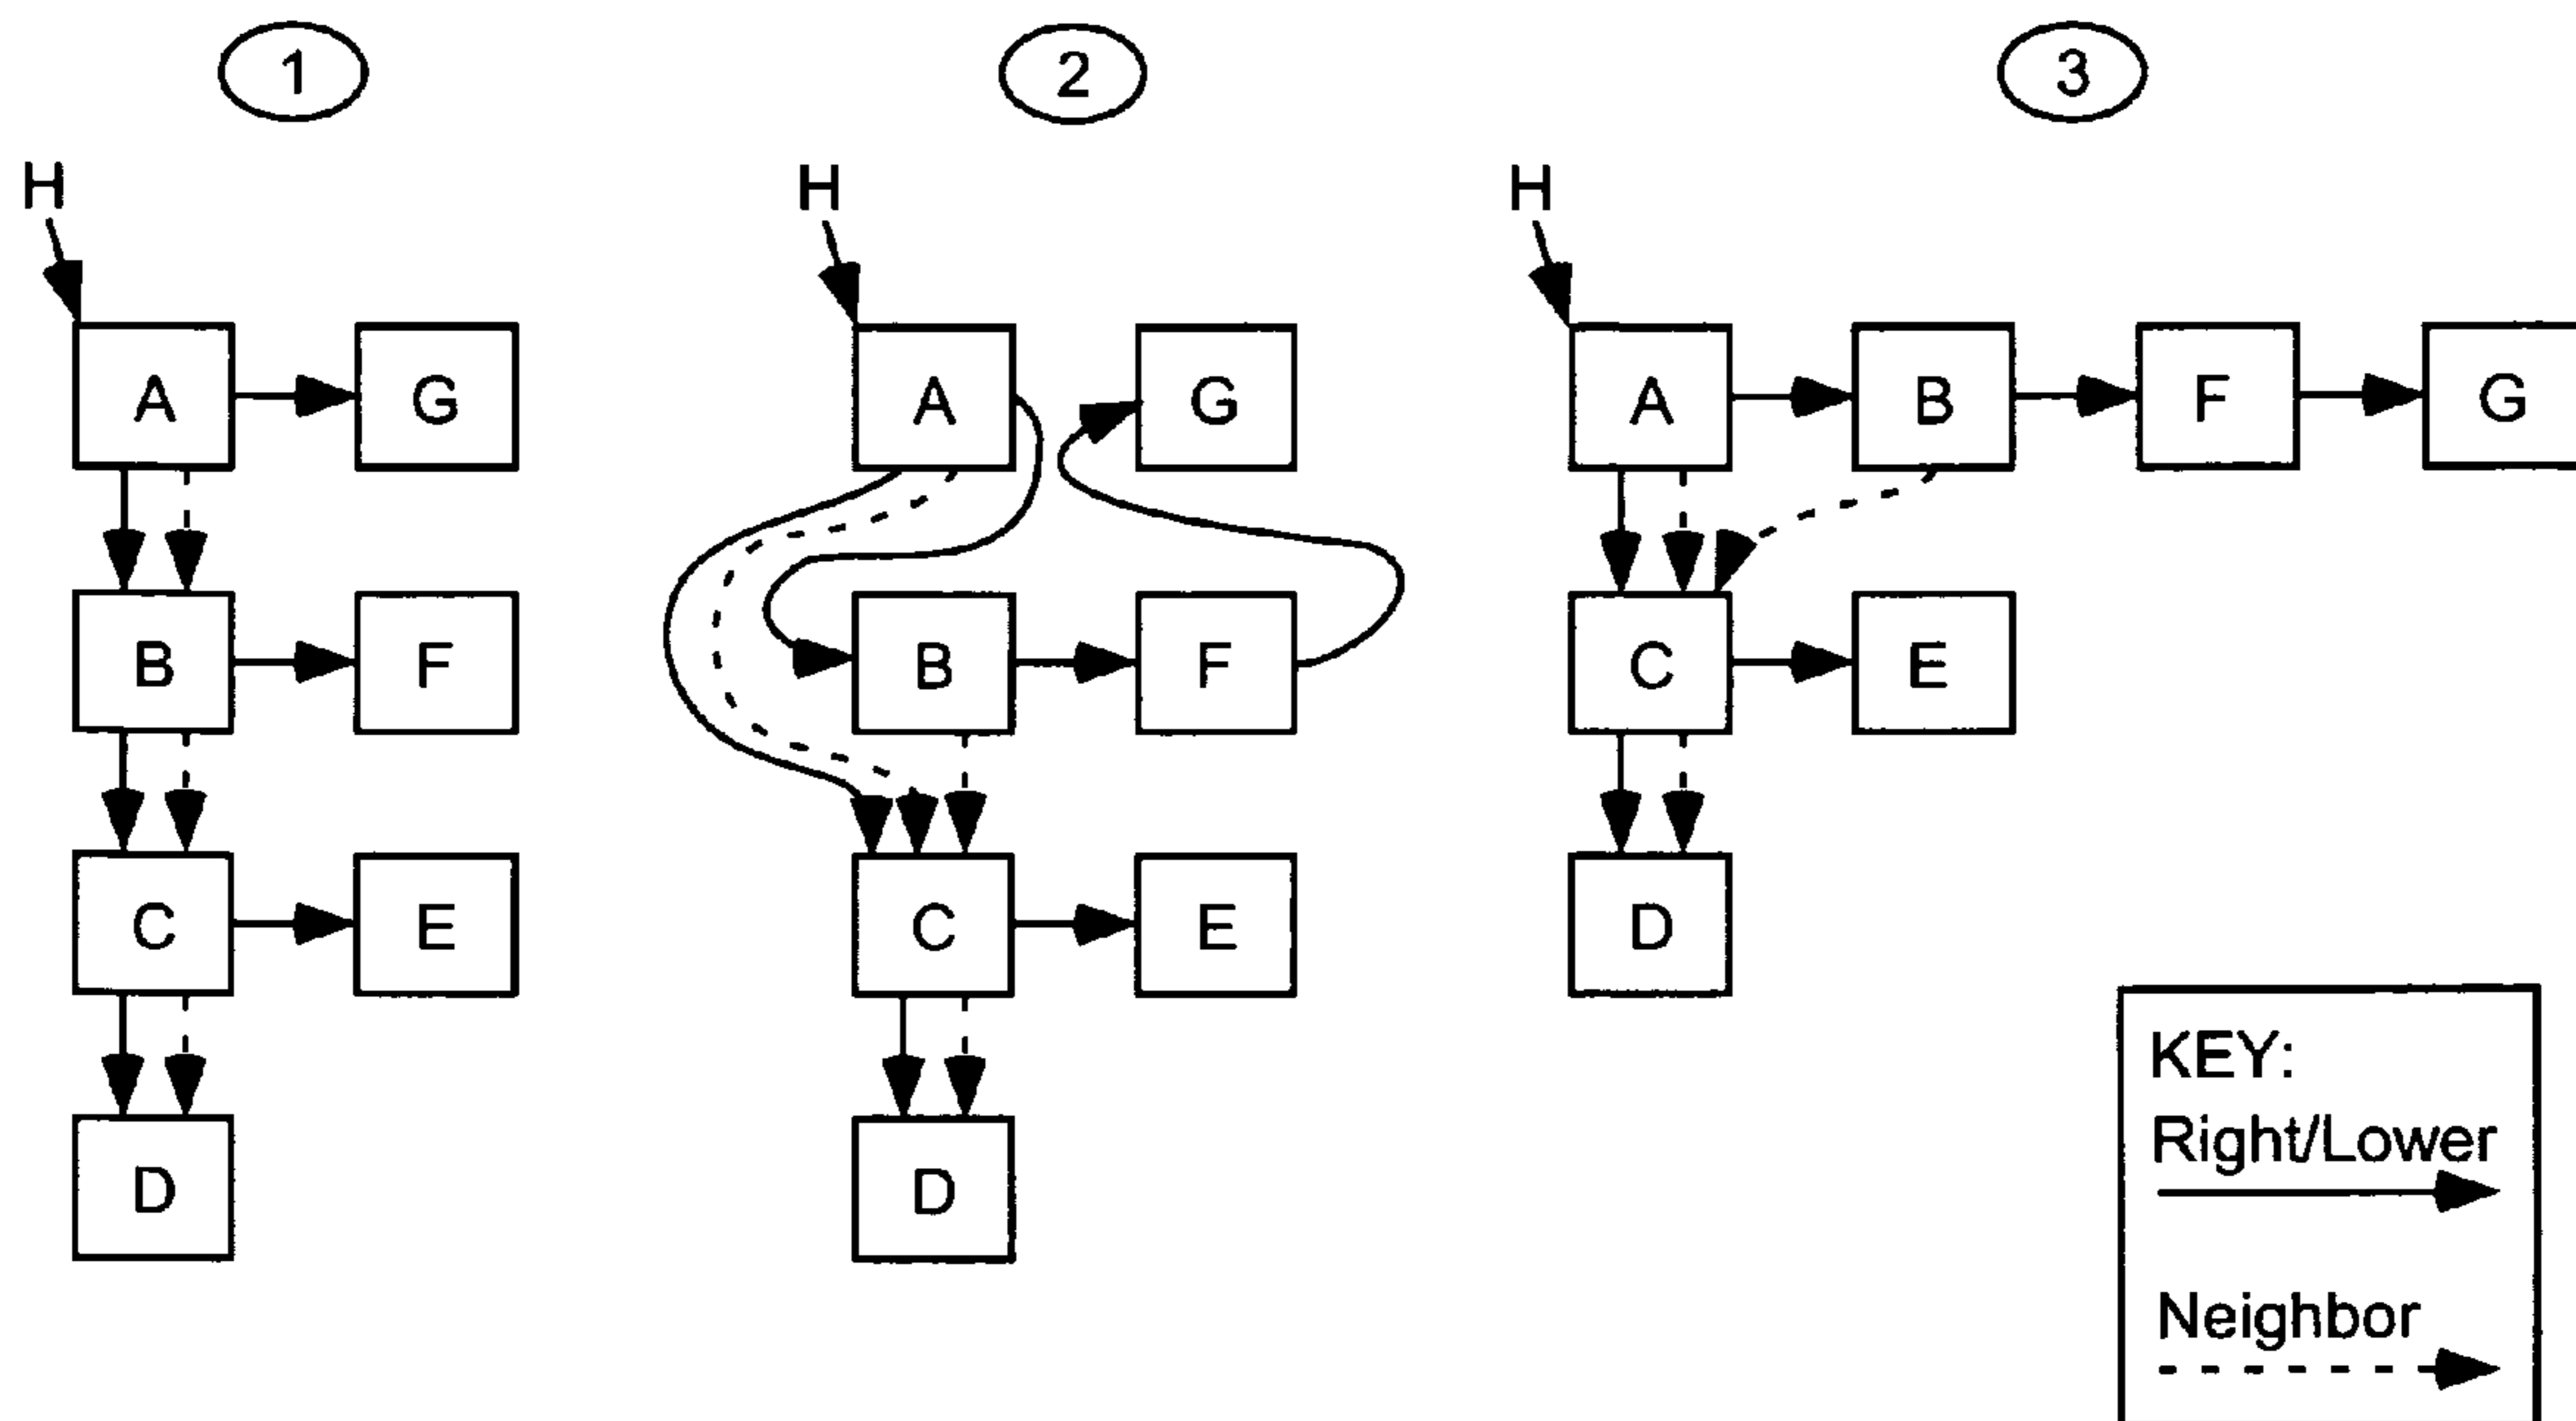 1 2 3
H H H
A G A G A B F G
B F B F C E
C E C E D
D D
KEY:
Right/Lower
Neighbor